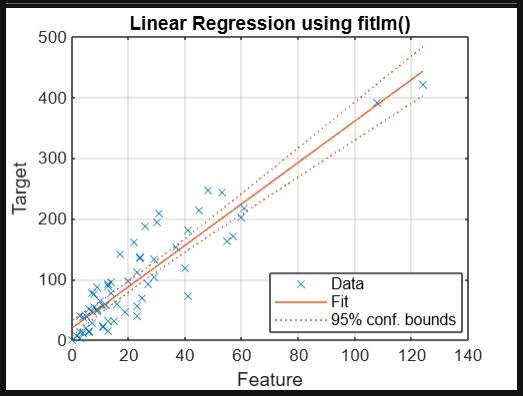 Linear Regression using fitlm()
500
400
300
200
100
0
Target
0 20 40 60 80 100 120 140
Feature
Data
Fit
95% conf. bounds